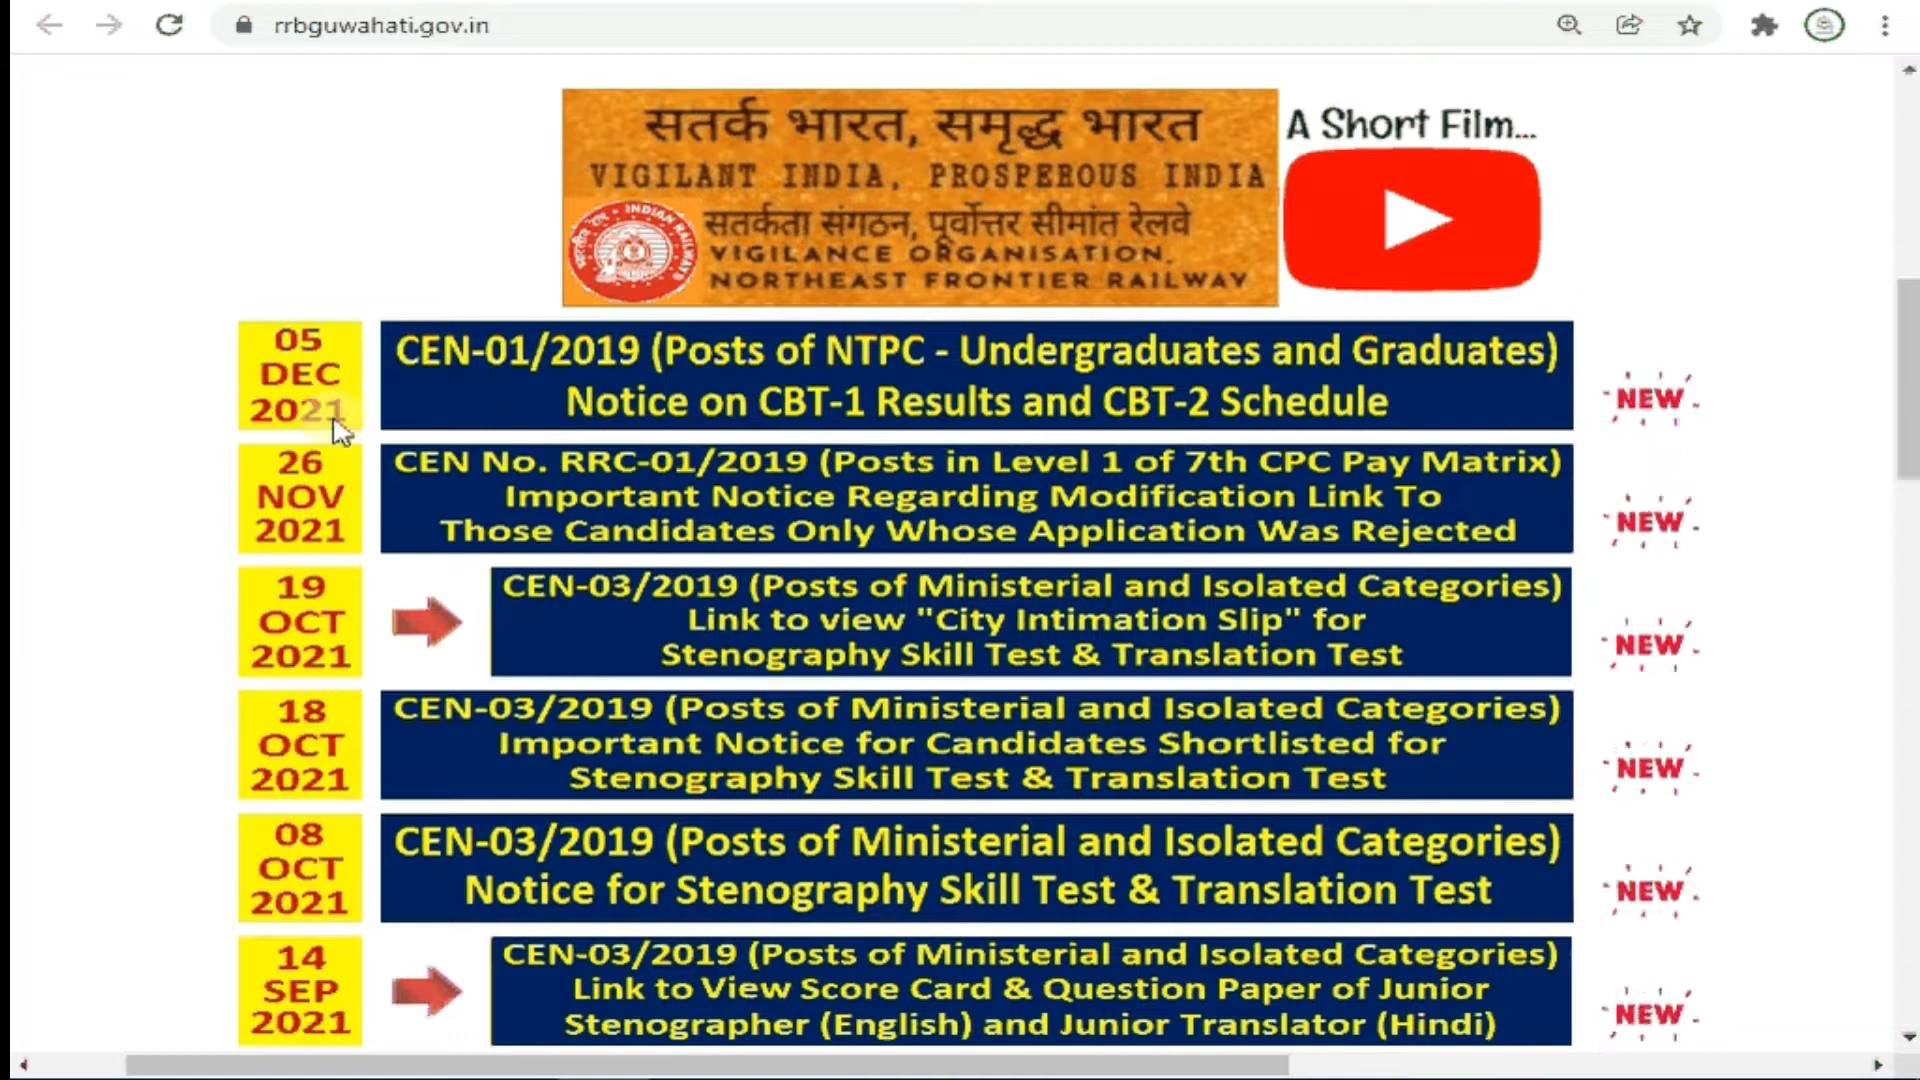 rrbguwahati.gov.in
सतर्क भारत, समृद्ध भारत
VIGILANT INDIA, PROSPEROUS INDIA
सतर्कता संगठन, पूर्वोत्तर सीमांत रेलवे
VIGILANCE ORGANISATION,
NORTHEAST FRONTIER RAILWAY
INDIAN RAILWAYS
A Short Film...
05
DEC
2021
CEN-01/2019 (Posts of NTPC - Undergraduates and Graduates)
Notice on CBT-1 Results and CBT-2 Schedule
NEW
26
NOV
2021
CEN No. RRC-01/2019 (Posts in Level 1 of 7th CPC Pay Matrix)
Important Notice Regarding Modification Link To
Those Candidates Only Whose Application Was Rejected
NEW
19
OCT
2021
CEN-03/2019 (Posts of Ministerial and Isolated Categories)
Link to view "City Intimation Slip" for
Stenography Skill Test & Translation Test
NEW
18
OCT
2021
CEN-03/2019 (Posts of Ministerial and Isolated Categories)
Important Notice for Candidates Shortlisted for
Stenography Skill Test & Translation Test
NEW
08
OCT
2021
CEN-03/2019 (Posts of Ministerial and Isolated Categories)
Notice for Stenography Skill Test & Translation Test
NEW
14
SEP
2021
CEN-03/2019 (Posts of Ministerial and Isolated Categories)
Link to View Score Card & Question Paper of Junior
Stenographer (English) and Junior Translator (Hindi)
NEW